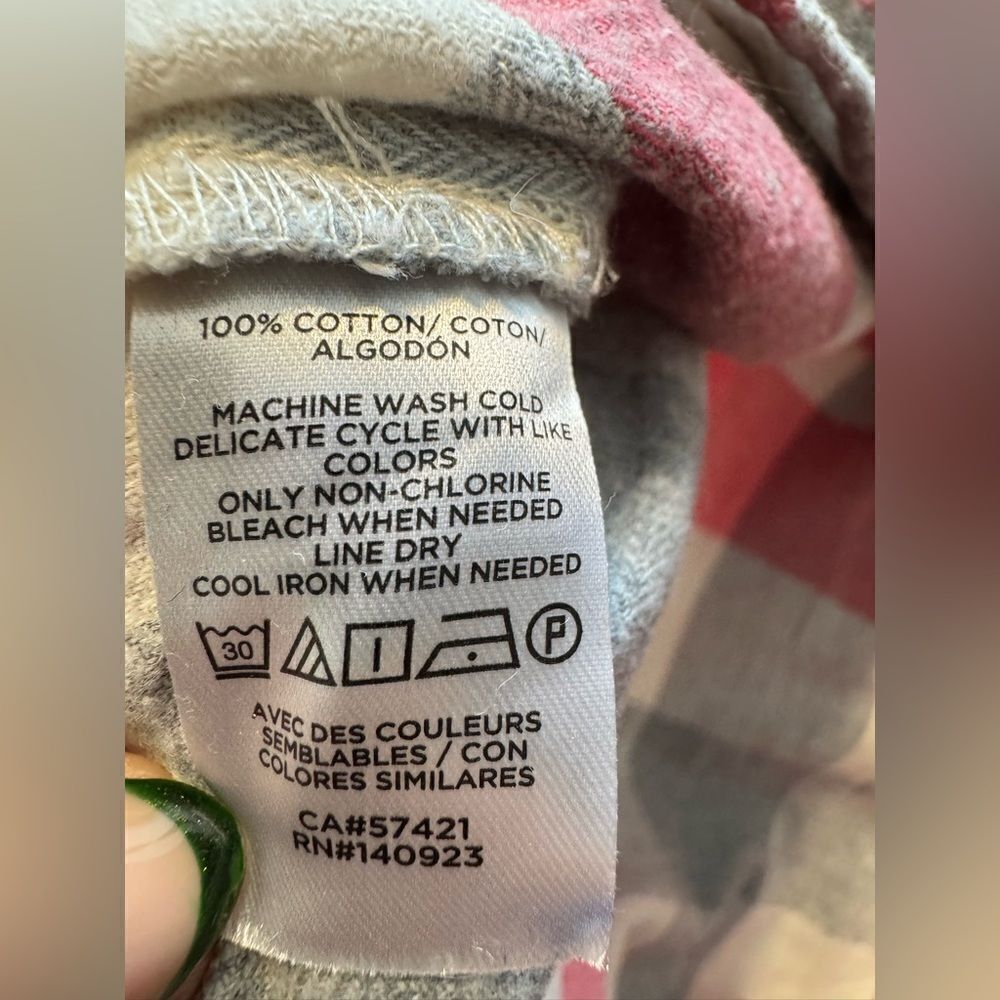 100% COTTON/ COTON/
ALGODÓN
MACHINE WASH COLD
DELICATE CYCLE WITH LIKE
COLORS
ONLY NON-CHLORINE
BLEACH WHEN NEEDED
LINE DRY
COOL IRON WHEN NEEDED
30 P
AVEC DES COULEURS
SEMBLABLES / CON
COLORES SIMILARES
CA#57421
RN#140923